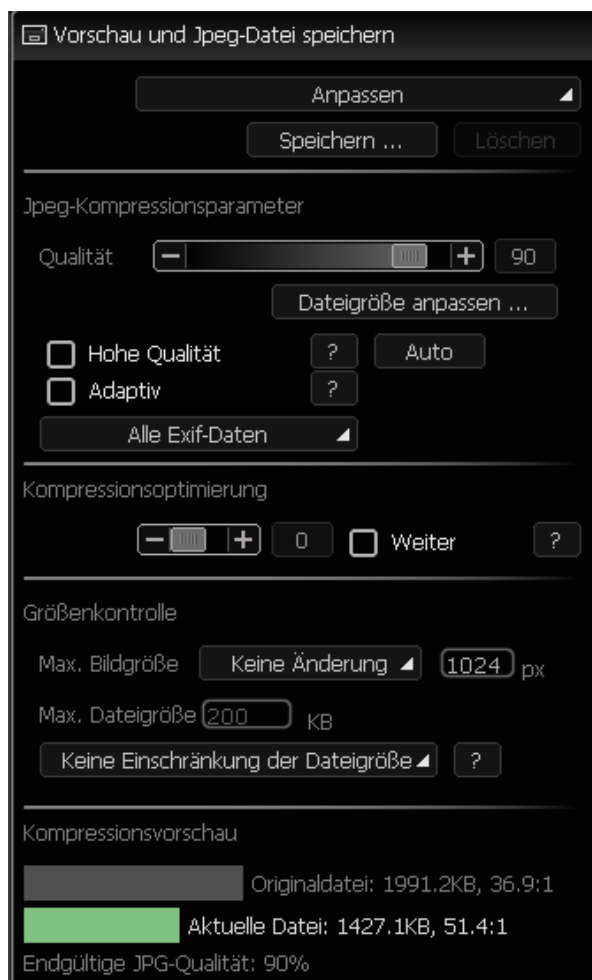 Vorschau und Jpeg-Datei speichern
Anpassen
Speichern ... Löschen
Jpeg-Kompressionsparameter
Qualität − + 90
Dateigröße anpassen ...
Hohe Qualität ? Auto
Adaptiv ?
Alle Exif-Daten
Kompressionsoptimierung
− + 0 Weiter ?
Größenkontrolle
Max. Bildgröße Keine Änderung 1024 px
Max. Dateigröße 200 KB
Keine Einschränkung der Dateigröße ?
Kompressionsvorschau
Originaldatei: 1991.2KB, 36.9:1
Aktuelle Datei: 1427.1KB, 51.4:1
Endgültige JPG-Qualität: 90%